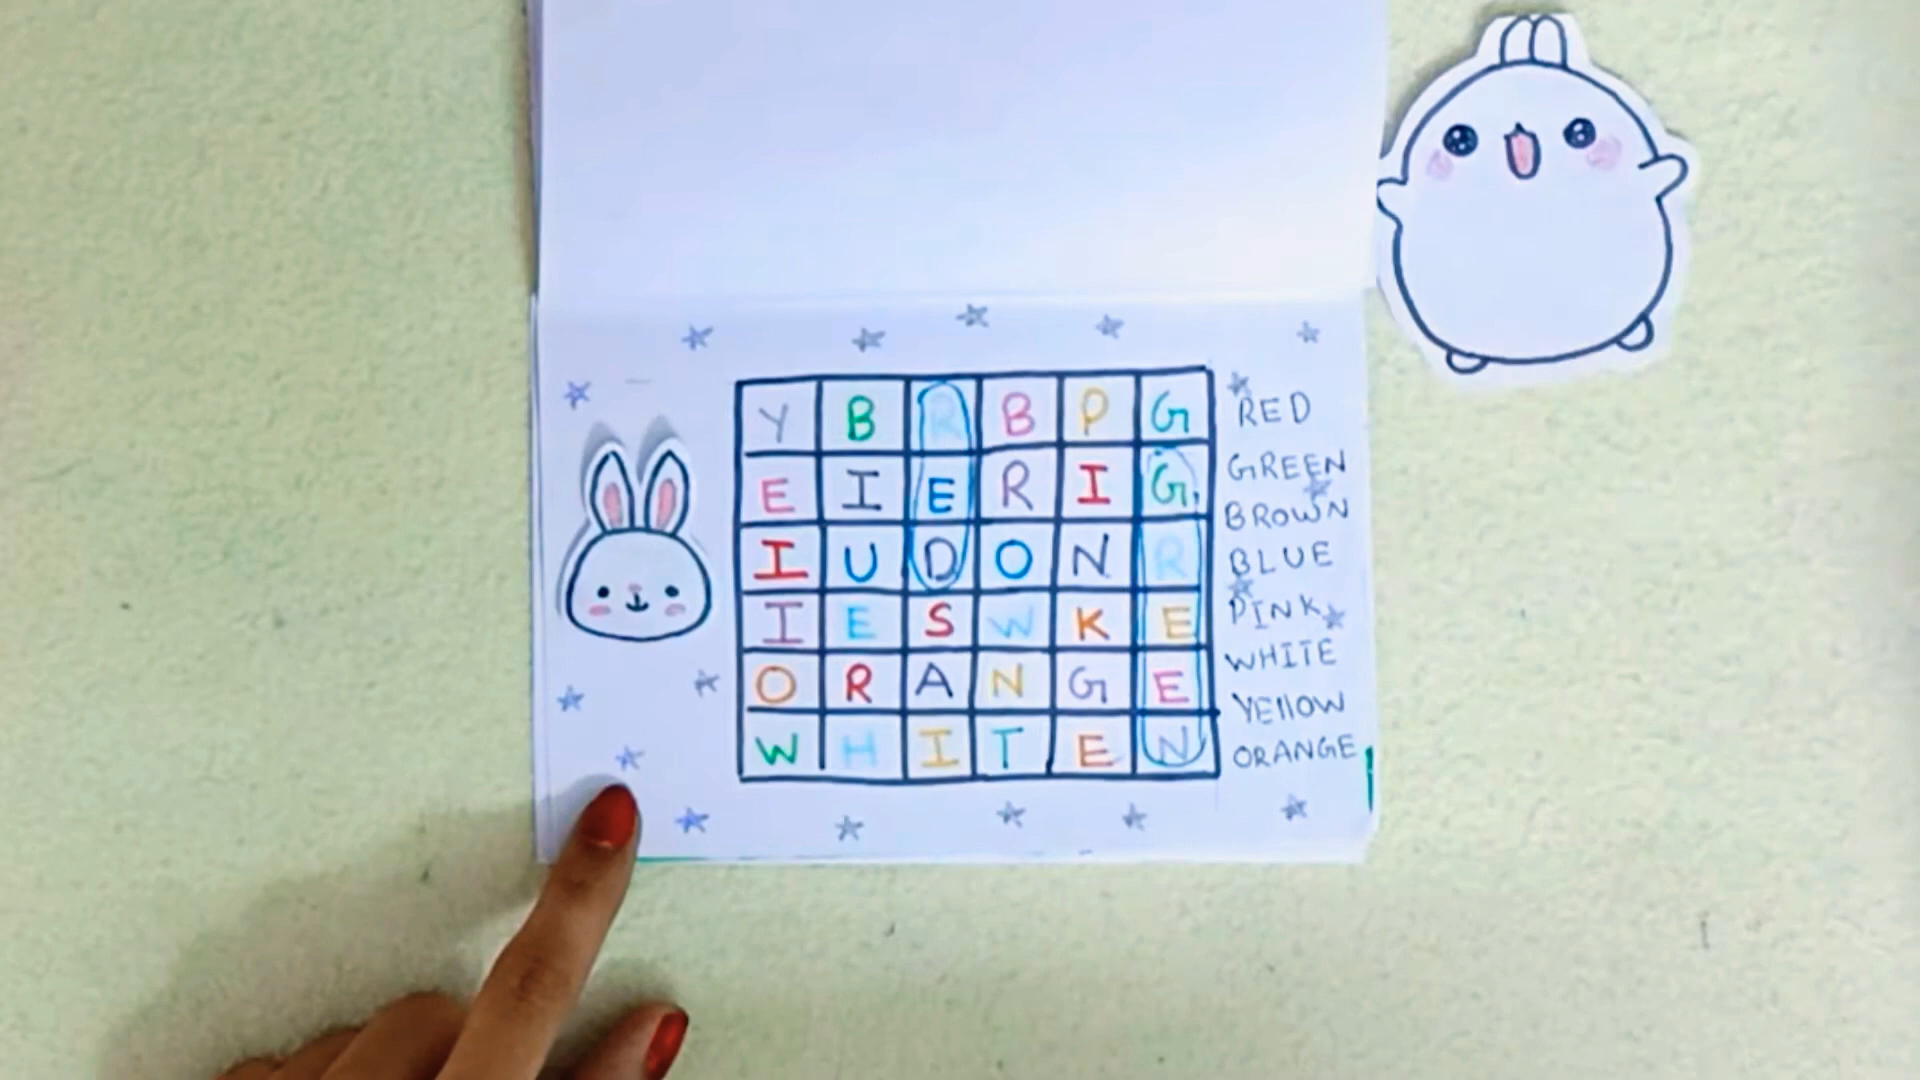 Y B R B P G
E I E R I G
I U D O N R
I E S W K E
O R A N G E
W H I T E N
RED
GREEN
BROWN
BLUE
PINK
WHITE
YEllOW
ORANGE